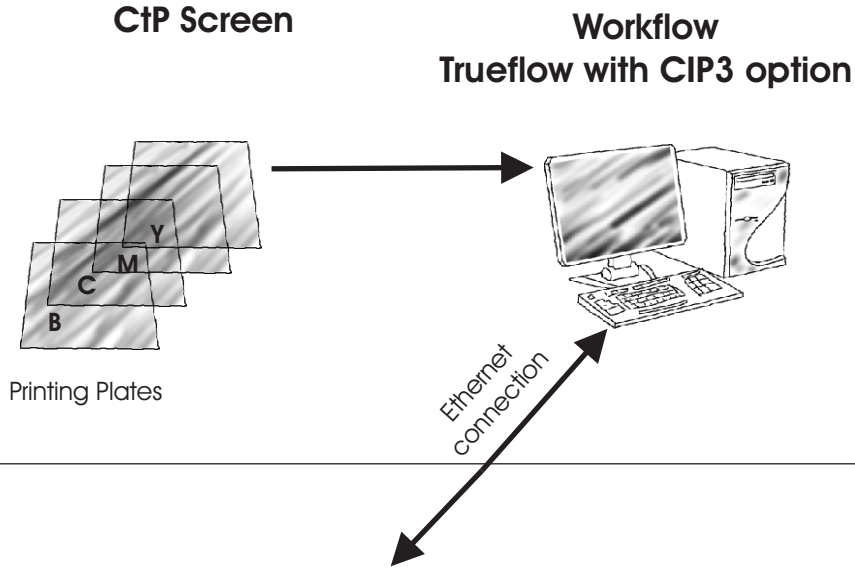 CtP Screen
Workflow
Trueflow with CIP3 option
Y
M
C
B
Printing Plates
Ethernet
connection